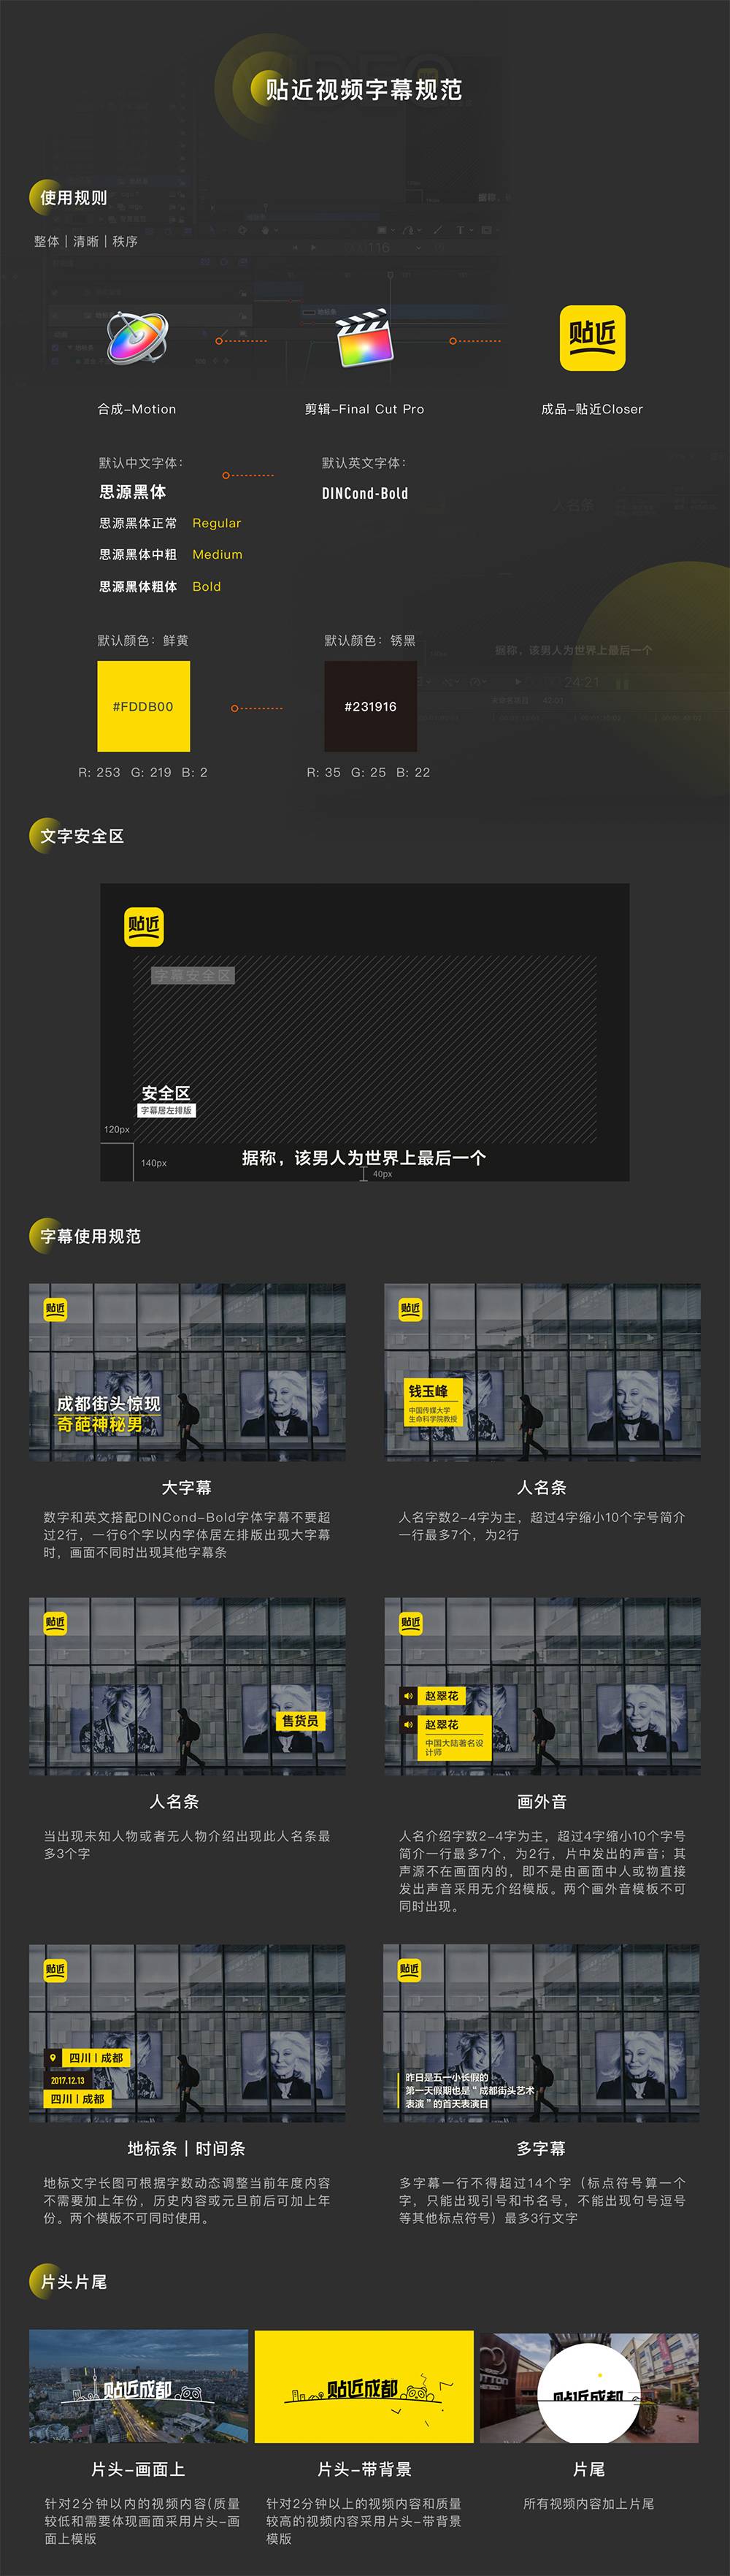 贴近视频字幕规范
使用规则
整体 | 清晰 | 秩序
贴近
合成-Motion
剪辑-Final Cut Pro
成品-贴近Closer
默认中文字体：
默认英文字体：
思源黑体
DINCond-Bold
思源黑体正常 Regular
思源黑体中粗 Medium
思源黑体粗体 Bold
人名条
默认颜色：鲜黄
默认颜色：锈黑
据称，该男人为世界上最后一个
24:21
#FDDB00
#231916
R: 253 G: 219 B: 2
R: 35 G: 25 B: 22
文字安全区
贴近
字幕安全区
安全区
字幕居左排版
120px
140px
据称，该男人为世界上最后一个
40px
字幕使用规范
贴近
成都街头惊现
奇葩神秘男
贴近
钱玉峰
中国传媒大学
生命科学院教授
大字幕
数字和英文搭配DINCond-Bold字体字幕不要超
过2行，一行6个字以内字体居左排版出现大字幕
时，画面不同时出现其他字幕条
人名条
人名字数2-4字为主，超过4字缩小10个字号简介
一行最多7个，为2行
贴近
售货员
贴近
赵翠花
赵翠花
中国大陆著名设
计师
人名条
当出现未知人物或者无人物介绍出现此人名条最
多3个字
画外音
人名介绍字数2-4字为主，超过4字缩小10个字号
简介一行最多7个，为2行，片中发出的声音；其
声源不在画面内的，即不是由画面中人或物直接
发出声音采用无介绍模版。两个画外音模板不可
同时出现。
贴近
四川 | 成都
2017.12.13
四川 | 成都
贴近
昨日是五一小长假的
第一天假期也是“成都街头艺术
表演”的首天表演日
地标条 | 时间条
地标文字长图可根据字数动态调整当前年度内容
不需要加上年份，历史内容或元旦前后可加上年
份。两个模版不可同时使用。
多字幕
多字幕一行不得超过14个字（标点符号算一个
字，只能出现引号和书名号，不能出现句号逗号
等其他标点符号）最多3行文字
片头片尾
贴近成都
贴近成都
贴近成都
片头-画面上
针对2分钟以内的视频内容(质量
较低和需要体现画面采用片头-画
面上模版
片头-带背景
针对2分钟以上的视频内容和质量
较高的视频内容采用片头-带背景
模版
片尾
所有视频内容加上片尾